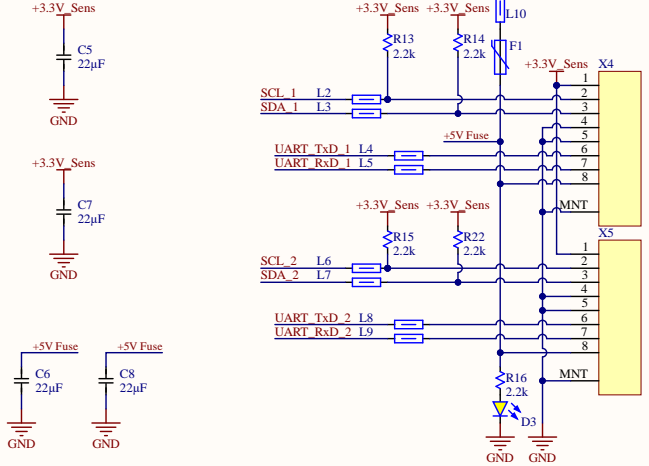 +3.3V_Sens
C5
22µF
GND
+3.3V_Sens
C7
22µF
GND
+5V Fuse
C6
22µF
GND
+5V Fuse
C8
22µF
GND
+3.3V_Sens
+3.3V_Sens
L10
R13
2.2k
R14
2.2k
F1
+3.3V_Sens
X4
SCL_1 L2
SDA_1 L3
+5V Fuse
UART_TxD_1 L4
UART_RxD_1 L5
1
2
3
4
5
6
7
8
MNT
+3.3V_Sens
+3.3V_Sens
R15
2.2k
R22
2.2k
X5
SCL_2 L6
SDA_2 L7
UART_TxD_2 L8
UART_RxD_2 L9
1
2
3
4
5
6
7
8
MNT
R16
2.2k
D3
GND
GND